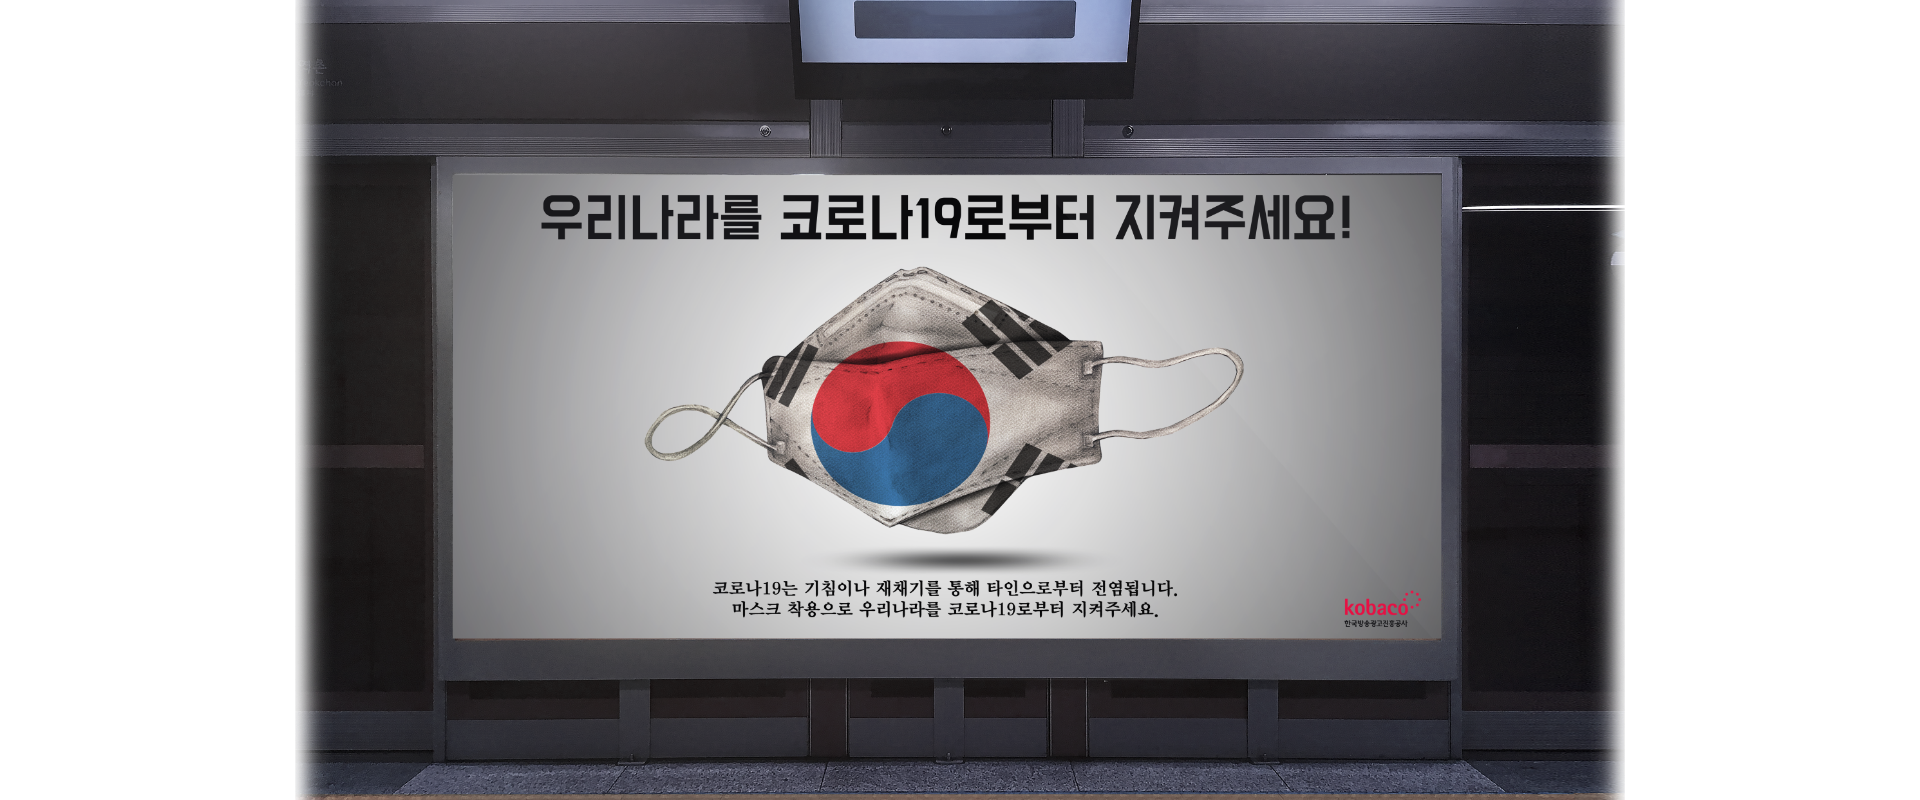 우리나라를 코로나19로부터 지켜주세요!
코로나19는 기침이나 재채기를 통해 타인으로부터 전염됩니다.
마스크 착용으로 우리나라를 코로나19로부터 지켜주세요.
kobaco
한국방송광고진흥공사